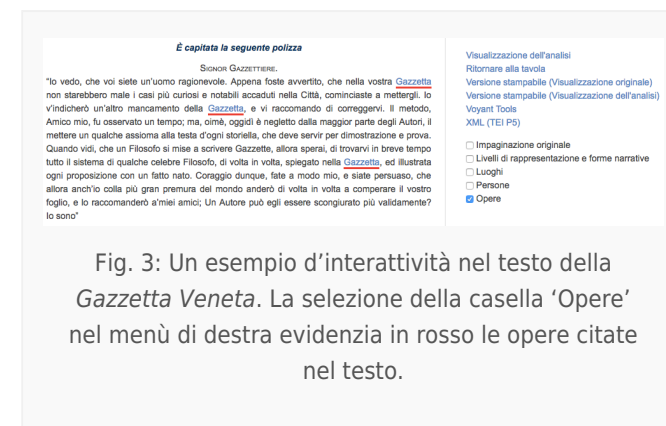 È capitata la seguente polizza
SIGNOR GAZZETTIERE.
"Io vedo, che voi siete un'uomo ragionevole. Appena foste avvertito, che nella vostra Gazzetta
non starebbero male i casi più curiosi e notabili accaduti nella Città, cominciaste a mettergli. Io
v'indicherò un'altro mancamento della Gazzetta, e vi raccomando di correggervi. Il metodo,
Amico mio, fu osservato un tempo; ma, oimè, oggidì è negletto dalla maggior parte degli Autori, il
mettere un qualche assioma alla testa d'ogni storiella, che deve servir per dimostrazione e prova.
Quando vidi, che un Filosofo si mise a scrivere Gazzette, allora sperai, di trovarvi in breve tempo
tutto il sistema di qualche celebre Filosofo, di volta in volta, spiegato nella Gazzetta, ed illustrata
ogni proposizione con un fatto nato. Coraggio dunque, fate a modo mio, e siate persuaso, che
allora anch'io colla più gran premura del mondo anderò di volta in volta a comperare il vostro
foglio, e lo raccomanderò a'miei amici; Un Autore può egli essere scongiurato più validamente?
Io sono"
Visualizzazione dell'analisi
Ritornare alla tavola
Versione stampabile (Visualizzazione originale)
Versione stampabile (Visualizzazione dell'analisi)
Voyant Tools
XML (TEI P5)
Impaginazione originale
Livelli di rappresentazione e forme narrative
Luoghi
Persone
Opere
Fig. 3: Un esempio d'interattività nel testo della
Gazzetta Veneta. La selezione della casella 'Opere'
nel menù di destra evidenzia in rosso le opere citate
nel testo.